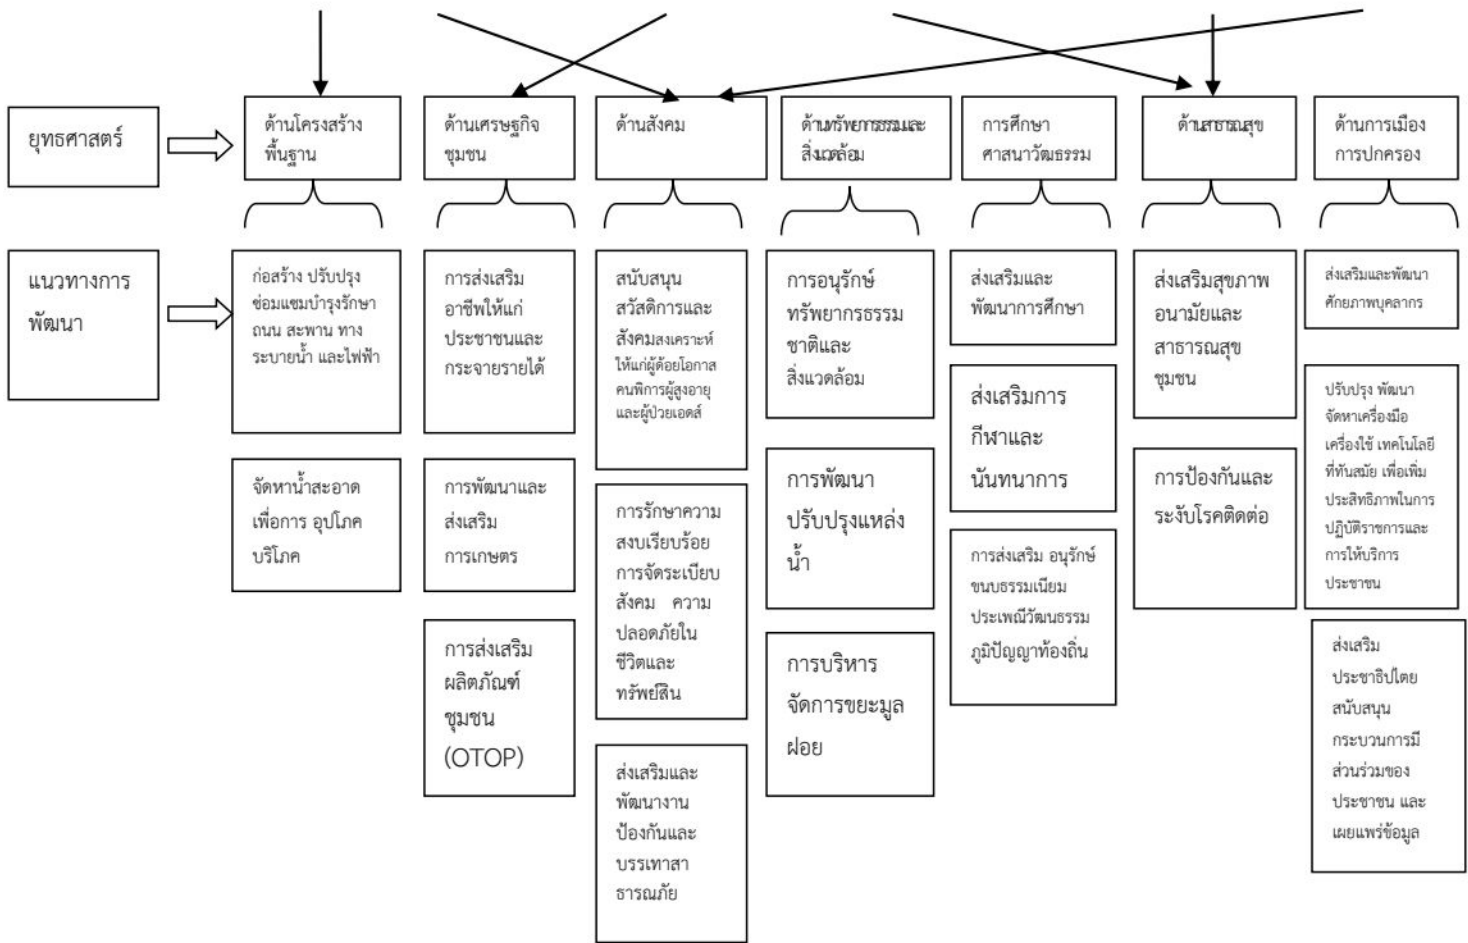 ยุทธศาสตร์
ด้านโครงสร้าง
พื้นฐาน
ด้านเศรษฐกิจ
ชุมชน
ด้านสังคม
ด้านทรัพยากรธรรมและ
สิ่งแวดล้อม
การศึกษา
ศาสนาวัฒธรรม
ด้านสาธารณสุข
ด้านการเมือง
การปกครอง
แนวทางการ
พัฒนา
ก่อสร้าง ปรับปรุง
ซ่อมแซมบำรุงรักษา
ถนน สะพาน ทาง
ระบายน้ำ และไฟฟ้า
จัดหาน้ำสะอาด
เพื่อการ อุปโภค
บริโภค
การส่งเสริม
อาชีพให้แก่
ประชาชนและ
กระจายรายได้
การพัฒนาและ
ส่งเสริม
การเกษตร
การส่งเสริม
ผลิตภัณฑ์
ชุมชน
(OTOP)
สนับสนุน
สวัสดิการและ
สังคมสงเคราะห์
ให้แก่ผู้ด้อยโอกาส
คนพิการผู้สูงอายุ
และผู้ป่วยเอดส์
การรักษาความ
สงบเรียบร้อย
การจัดระเบียบ
สังคม ความ
ปลอดภัยใน
ชีวิตและ
ทรัพย์สิน
ส่งเสริมและ
พัฒนางาน
ป้องกันและ
บรรเทาสา
ธารณภัย
การอนุรักษ์
ทรัพยากรธรรม
ชาติและ
สิ่งแวดล้อม
การพัฒนา
ปรับปรุงแหล่ง
น้ำ
การบริหาร
จัดการขยะมูล
ฝอย
ส่งเสริมและ
พัฒนาการศึกษา
ส่งเสริมการ
กีฬาและ
นันทนาการ
การส่งเสริม อนุรักษ์
ขนบธรรมเนียม
ประเพณีวัฒนธรรม
ภูมิปัญญาท้องถิ่น
ส่งเสริมสุขภาพ
อนามัยและ
สาธารณสุข
ชุมชน
การป้องกันและ
ระงับโรคติดต่อ
ส่งเสริมและพัฒนา
ศักยภาพบุคลากร
ปรับปรุง พัฒนา
จัดหาเครื่องมือ
เครื่องใช้ เทคโนโลยี
ที่ทันสมัย เพื่อเพิ่ม
ประสิทธิภาพในการ
ปฏิบัติราชการและ
การให้บริการ
ประชาชน
ส่งเสริม
ประชาธิปไตย
สนับสนุน
กระบวนการมี
ส่วนร่วมของ
ประชาชน และ
เผยแพร่ข้อมูล